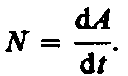 N = dA/dt.